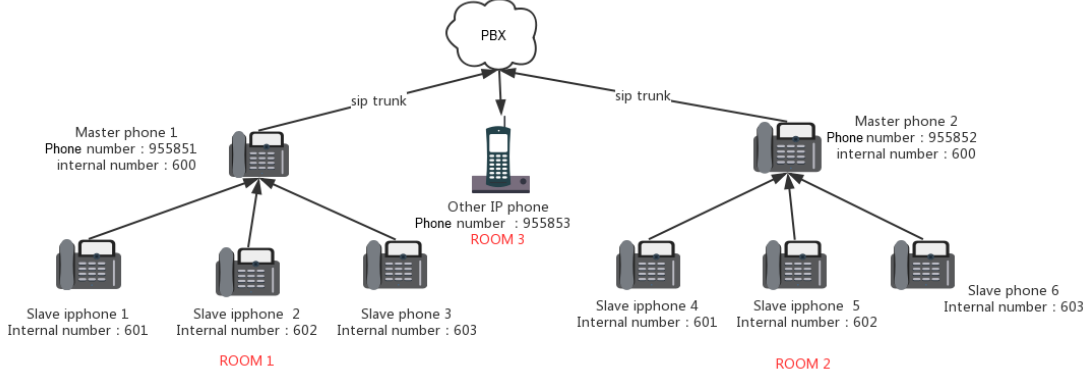 PBX
sip trunk
sip trunk
Master phone 1
Phone number : 955851
internal number : 600
Master phone 2
Phone number : 955852
internal number : 600
Other IP phone
Phone number : 955853
ROOM 3
Slave ipphone 1
Internal number : 601
Slave ipphone 2
Internal number : 602
Slave phone 3
Internal number : 603
ROOM 1
Slave ipphone 4
Internal number : 601
Slave ipphone 5
Internal number : 602
Slave phone 6
Internal number : 603
ROOM 2